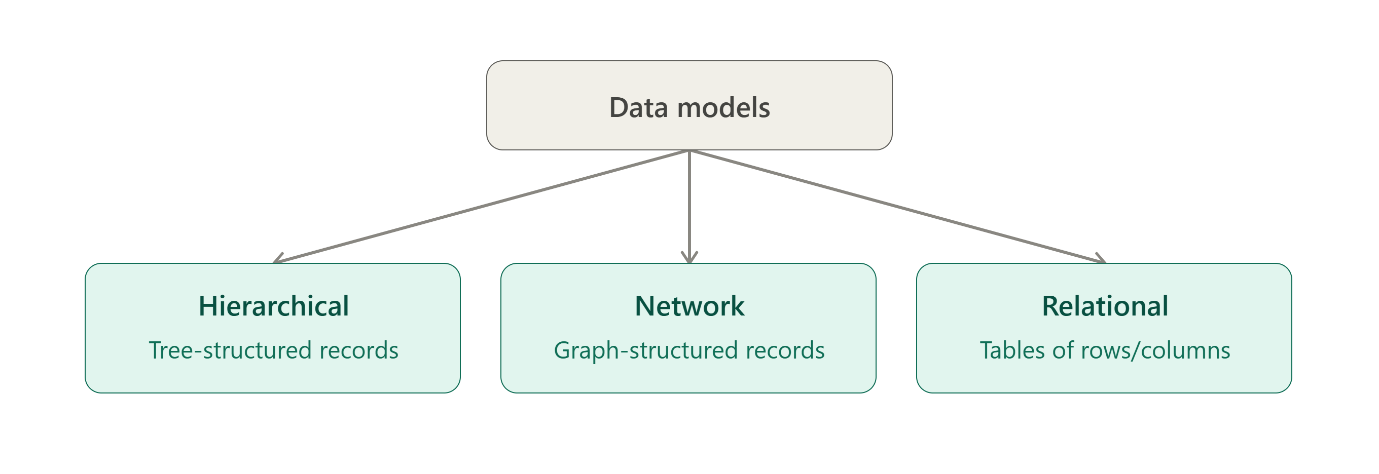 Data models
Hierarchical
Tree-structured records
Network
Graph-structured records
Relational
Tables of rows/columns